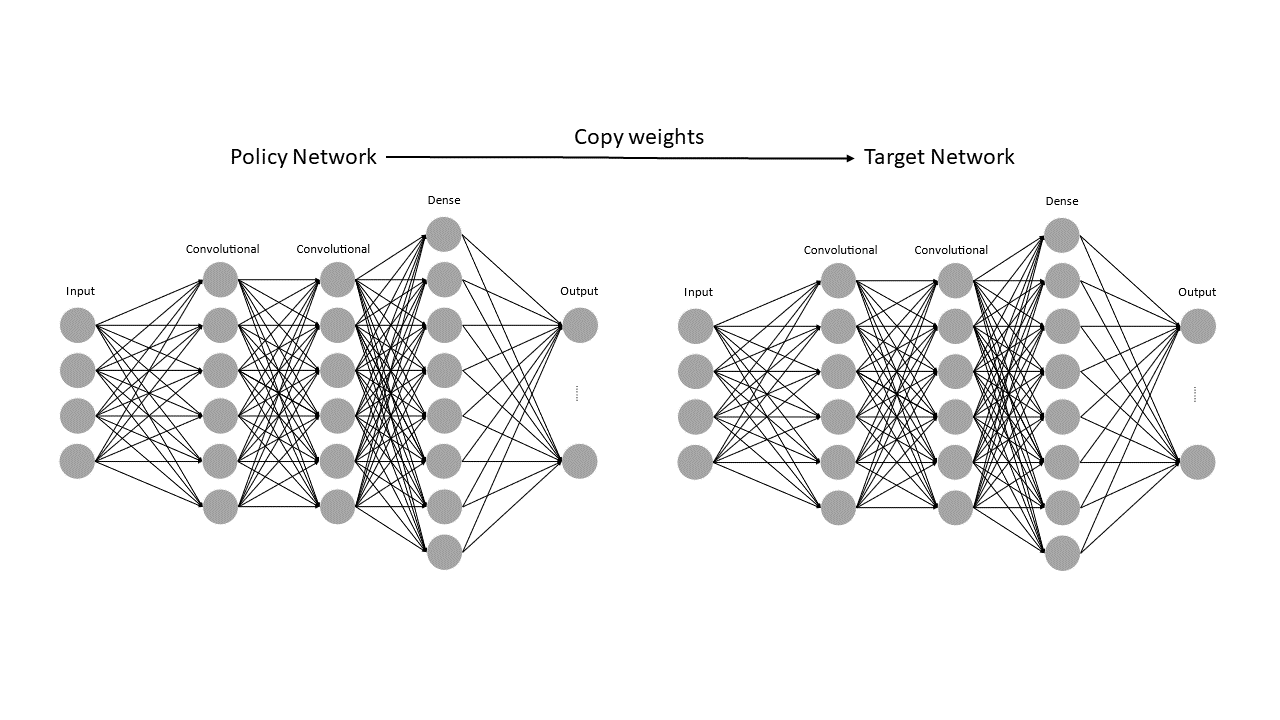 Copy weights
Policy Network
Target Network
Dense
Convolutional
Convolutional
Input
Output
Dense
Convolutional
Convolutional
Input
Output